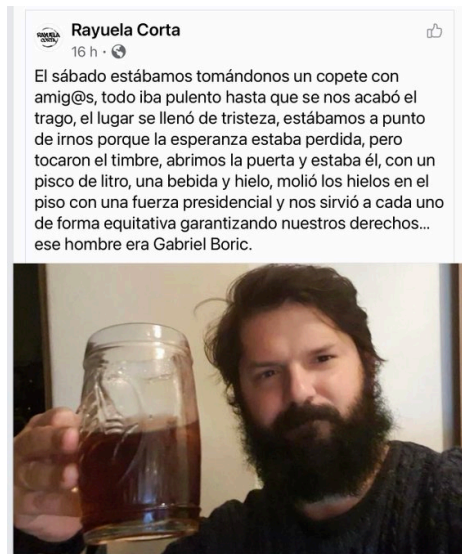 RAYUELA CORTA
Rayuela Corta
16 h ·
El sábado estábamos tomándonos un copete con
amig@s, todo iba pulento hasta que se nos acabó el
trago, el lugar se llenó de tristeza, estábamos a punto
de irnos porque la esperanza estaba perdida, pero
tocaron el timbre, abrimos la puerta y estaba él, con un
pisco de litro, una bebida y hielo, molió los hielos en el
piso con una fuerza presidencial y nos sirvió a cada uno
de forma equitativa garantizando nuestros derechos...
ese hombre era Gabriel Boric.